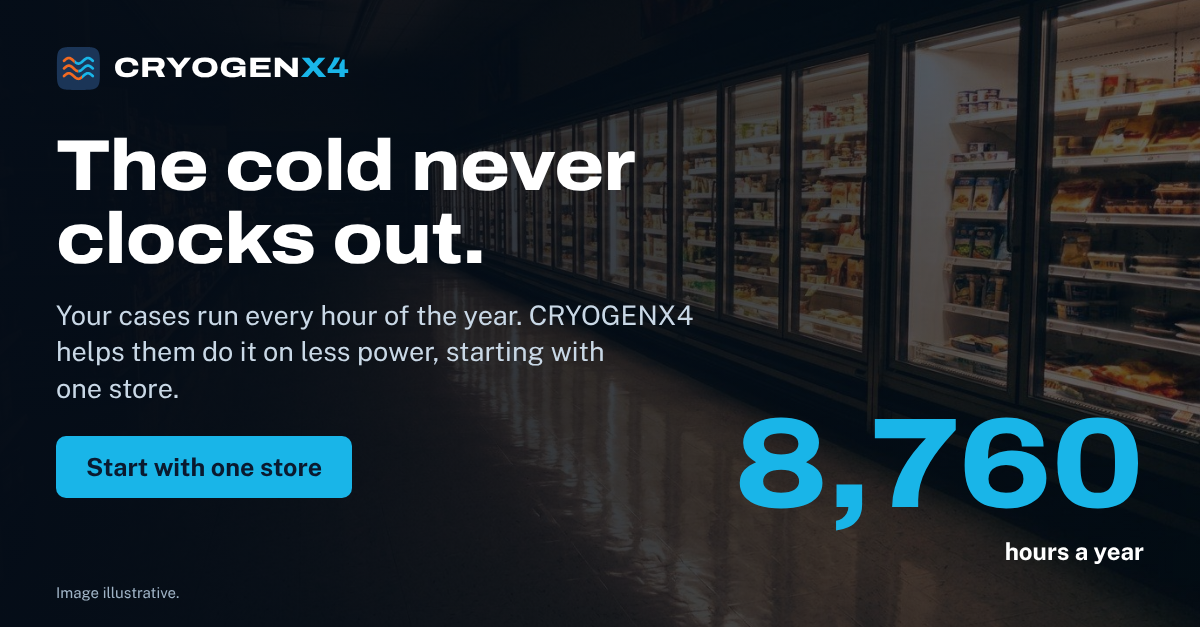 CRYOGENX4
The cold never
clocks out.
Your cases run every hour of the year. CRYOGENX4
helps them do it on less power, starting with
one store.
Start with one store
8,760
hours a year
Image illustrative.